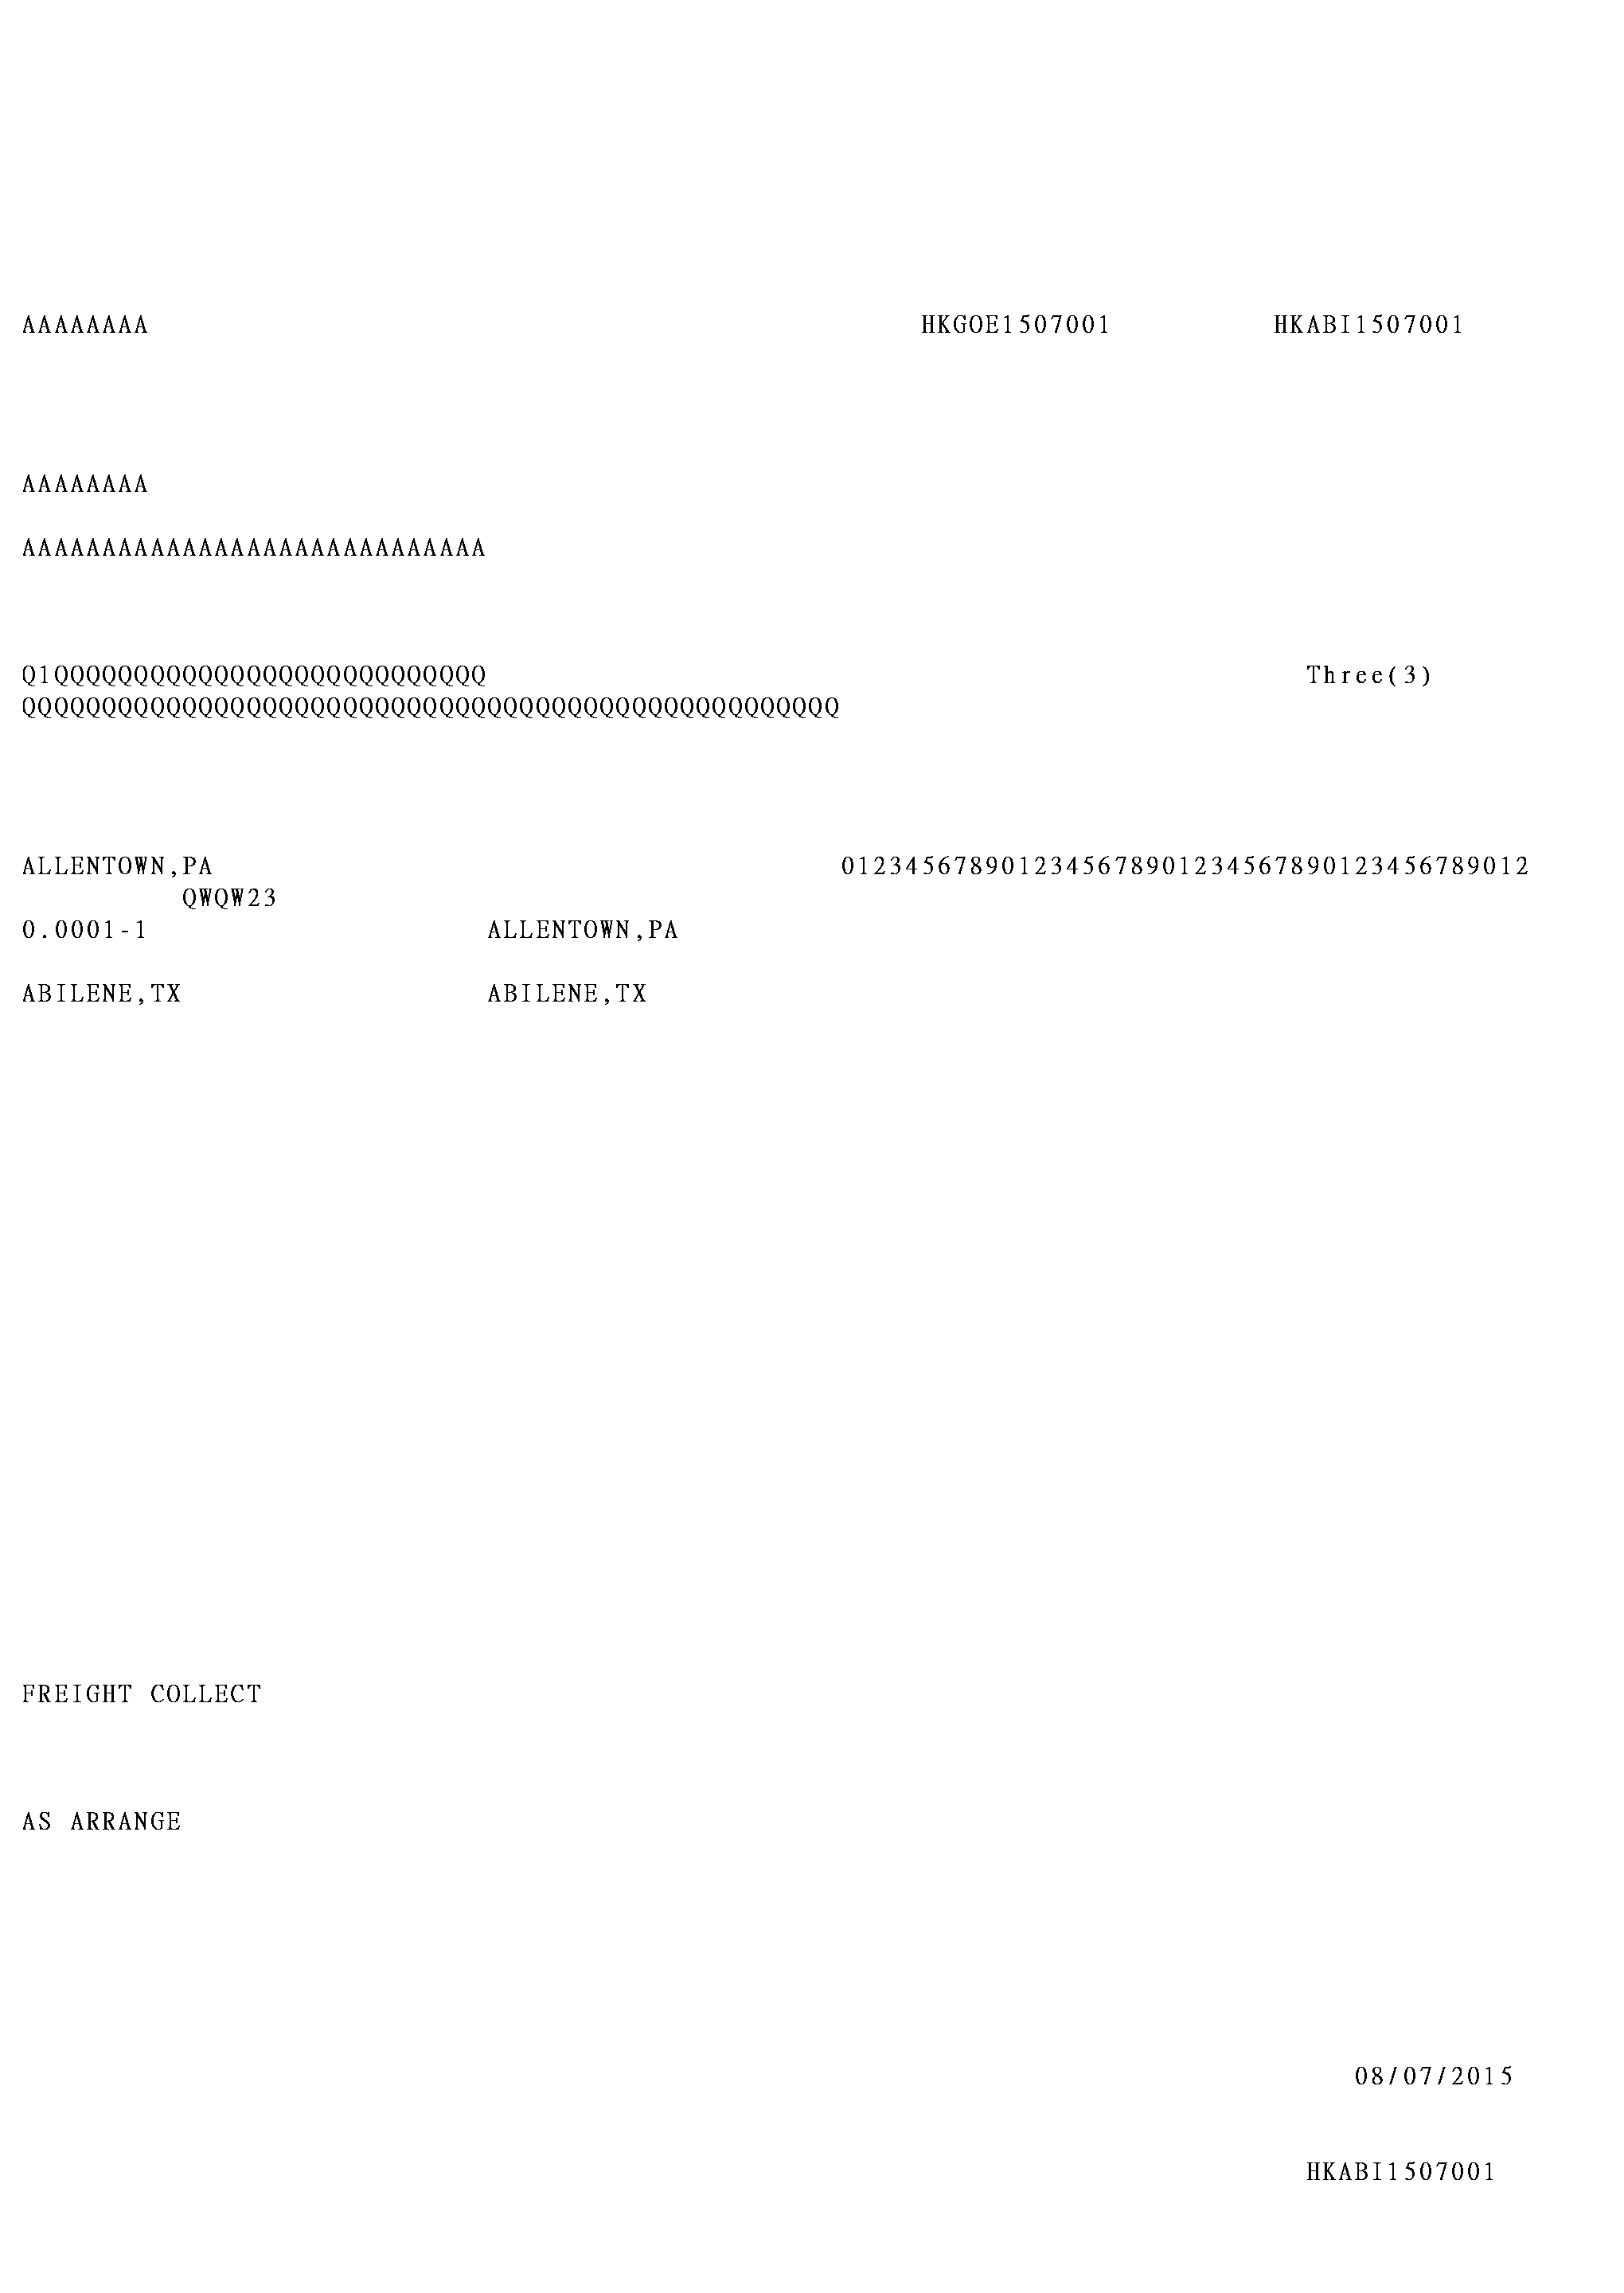 AAAAAAAA HKGOE1507001 HKABI1507001
AAAAAAAA
AAAAAAAAAAAAAAAAAAAAAAAAAAAAA
Q1QQQQQQQQQQQQQQQQQQQQQQQQQQQ Three(3)
QQQQQQQQQQQQQQQQQQQQQQQQQQQQQQQQQQQQQQQQQQQQQQQQQQQ
ALLENTOWN,PA 0123456789012345678901234567890123456789012
QWQW23
0.0001-1 ALLENTOWN,PA
ABILENE,TX ABILENE,TX
FREIGHT COLLECT
AS ARRANGE
08/07/2015
HKABI1507001